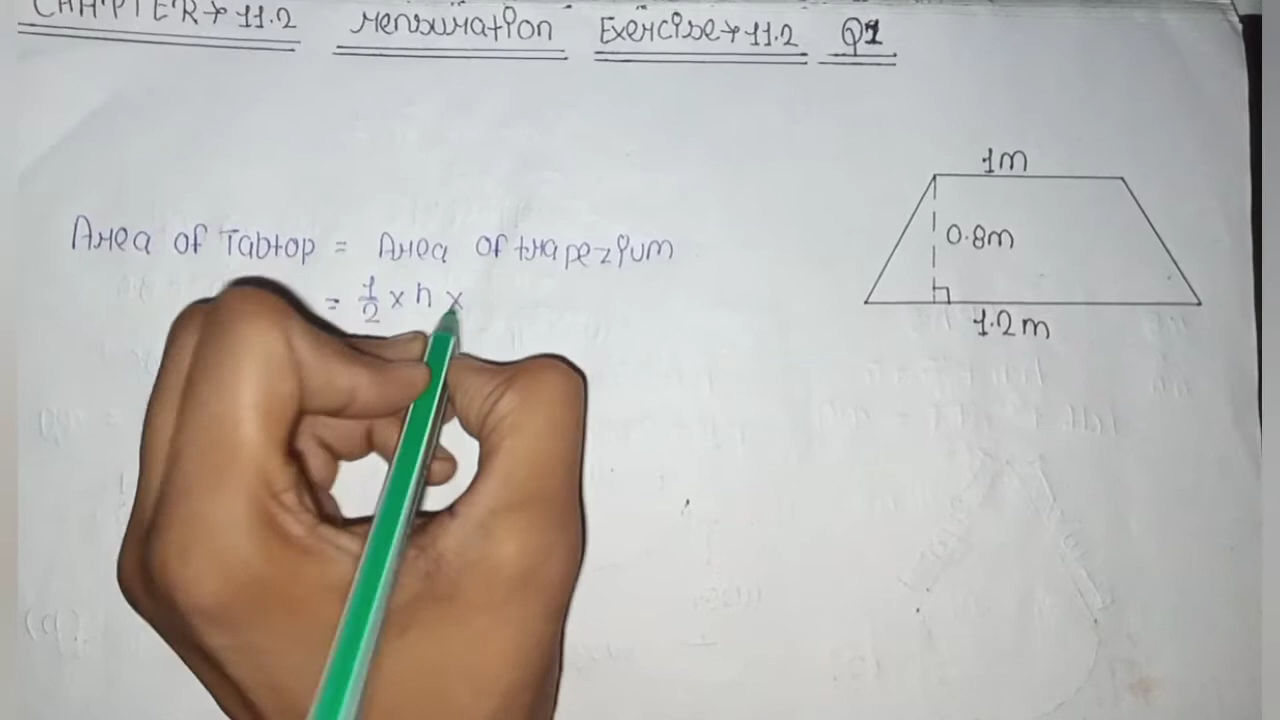 CHAPTER → 11.2 Mensuration Exercise → 11.2 Q1
1m
Area of Tabtop = Area of trapezium
0.8m
= 1/2 × h ×
1.2m